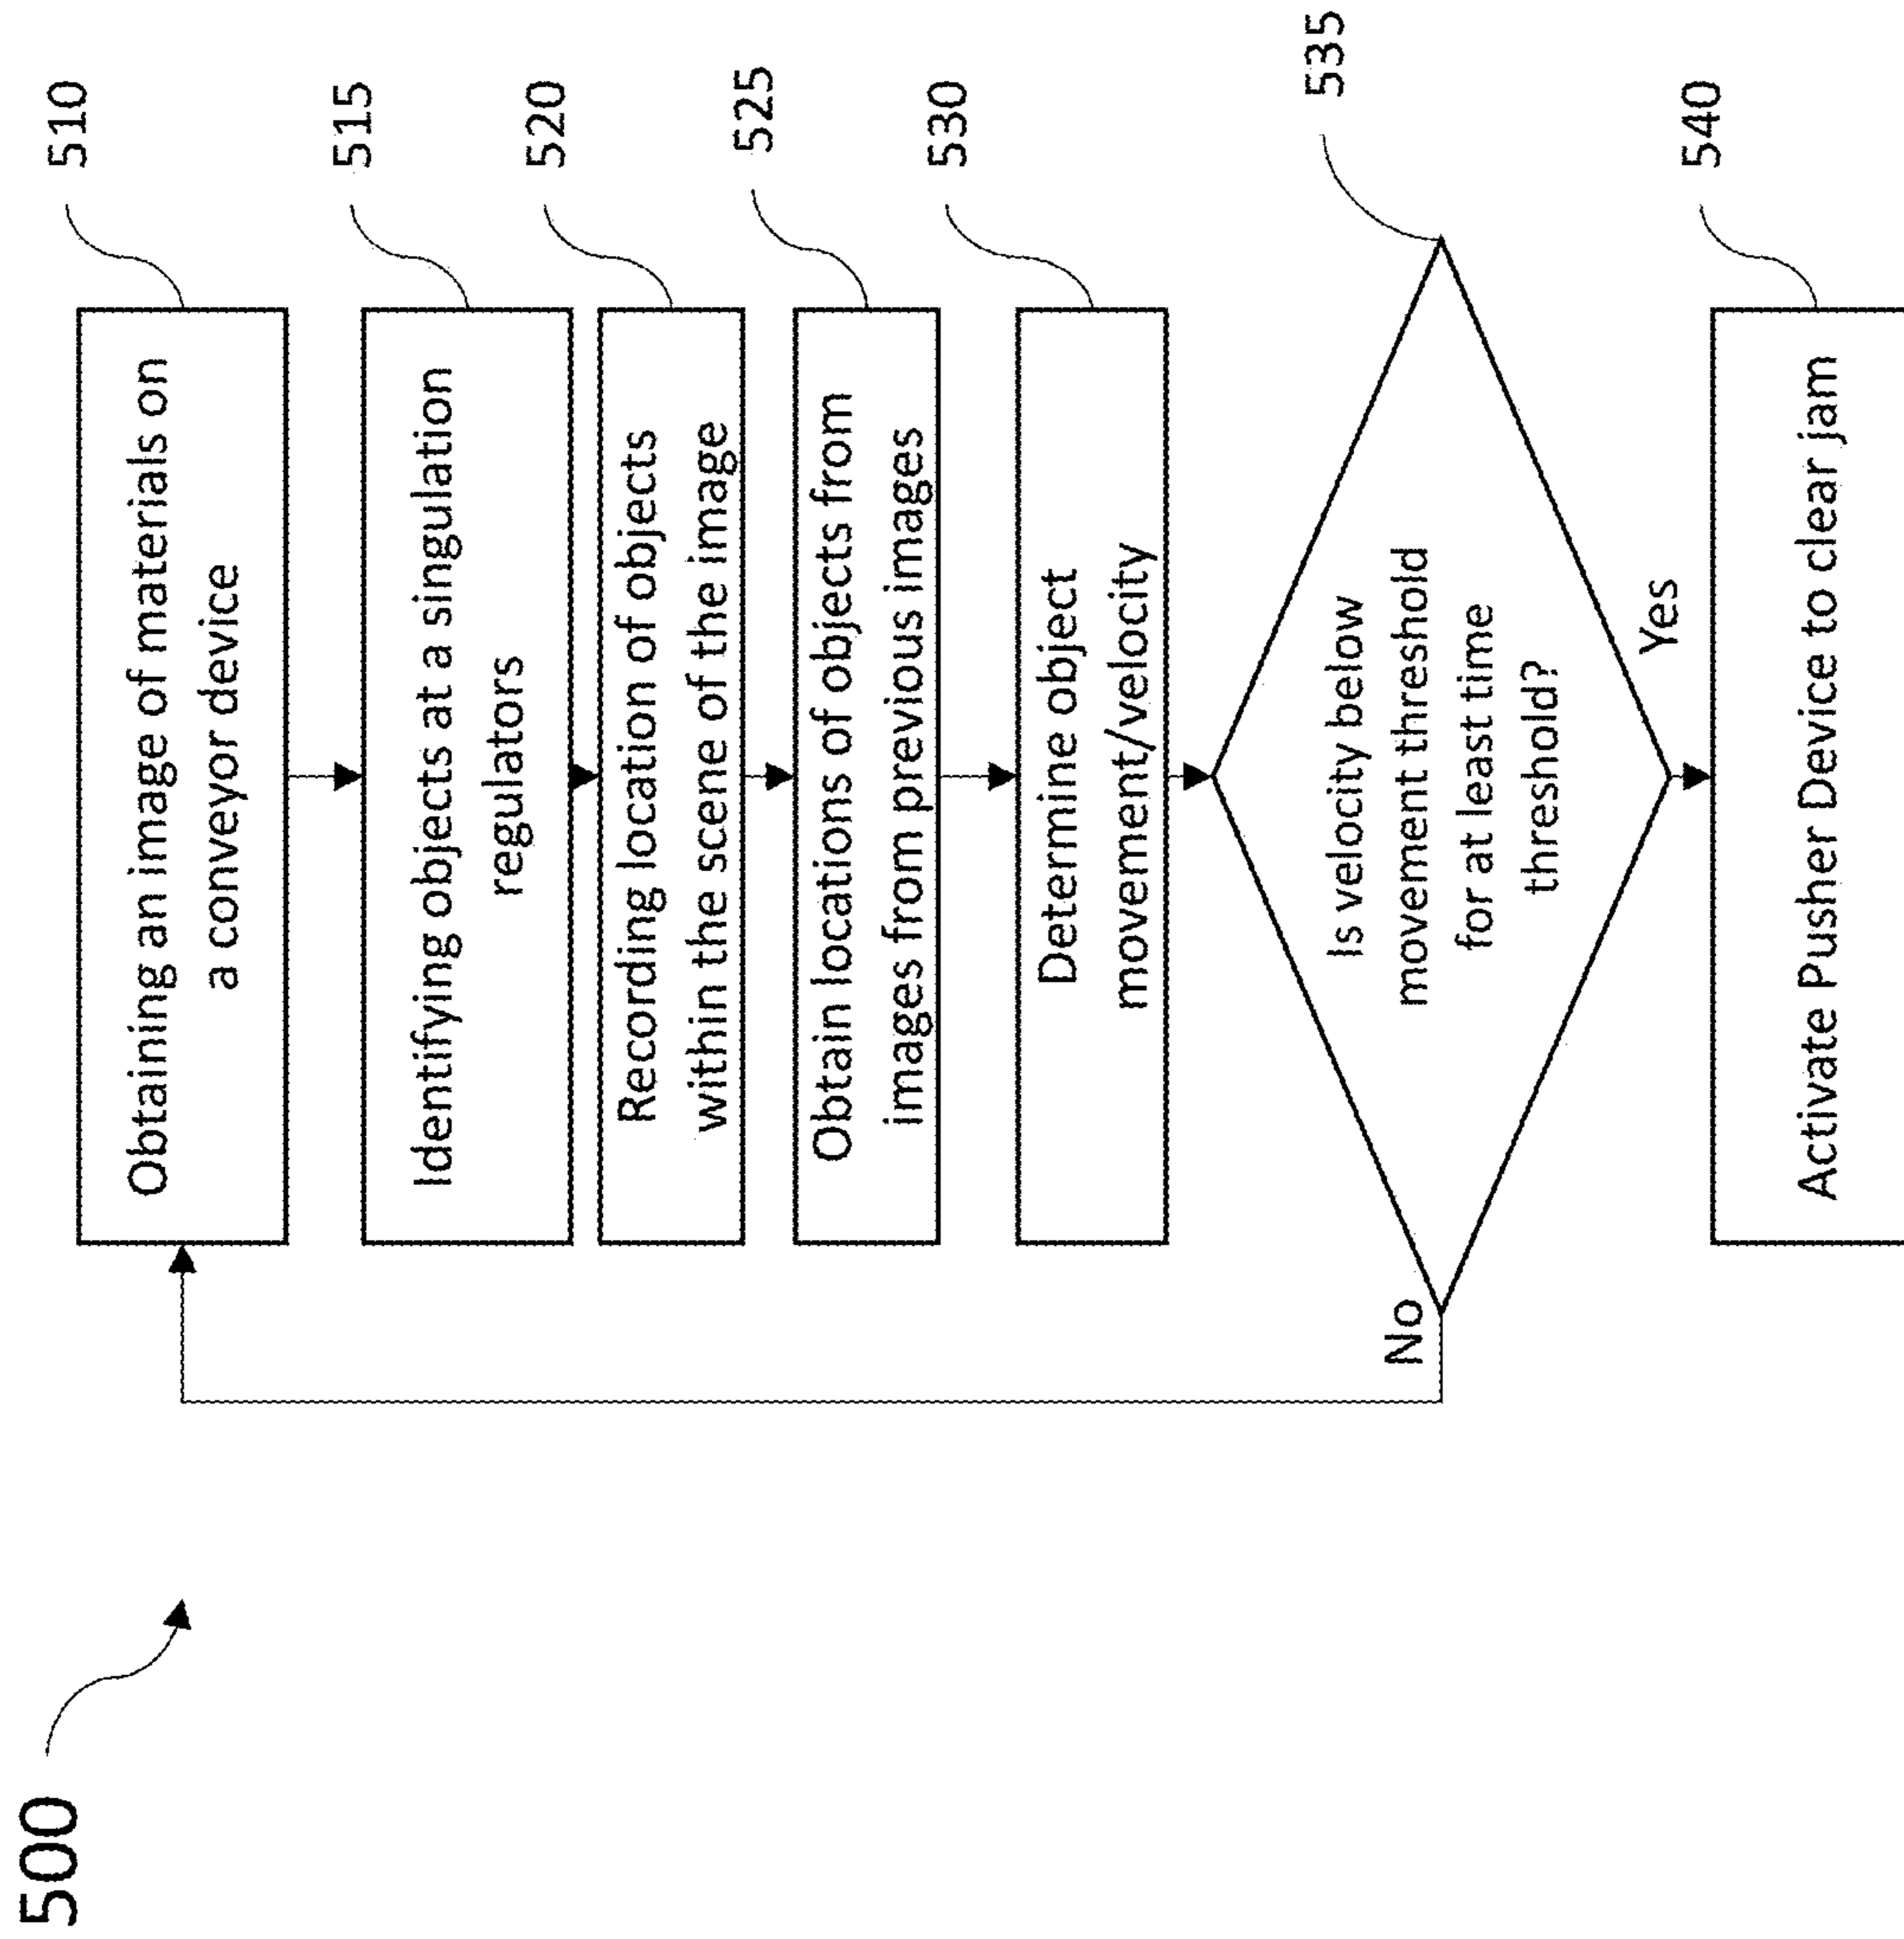 500
510
Obtaining an image of materials on
a conveyor device
515
Identifying objects at a singulation
regulators
520
Recording location of objects
within the scene of the image
525
Obtain locations of objects from
images from previous images
530
Determine object
movement/velocity
535
Is velocity below
movement threshold
for at least time
threshold?
No
Yes
540
Activate Pusher Device to clear jam